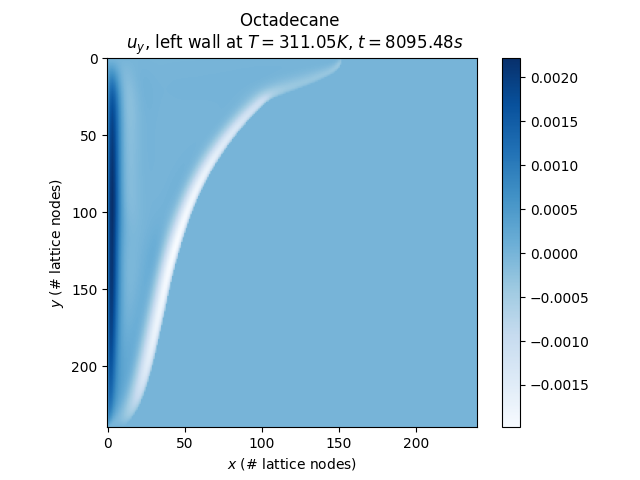 Octadecane
u_y, left wall at T = 311.05K, t = 8095.48s
0
50
100
150
200
y (# lattice nodes)
0 50 100 150 200
x (# lattice nodes)
0.0020
0.0015
0.0010
0.0005
0.0000
−0.0005
−0.0010
−0.0015